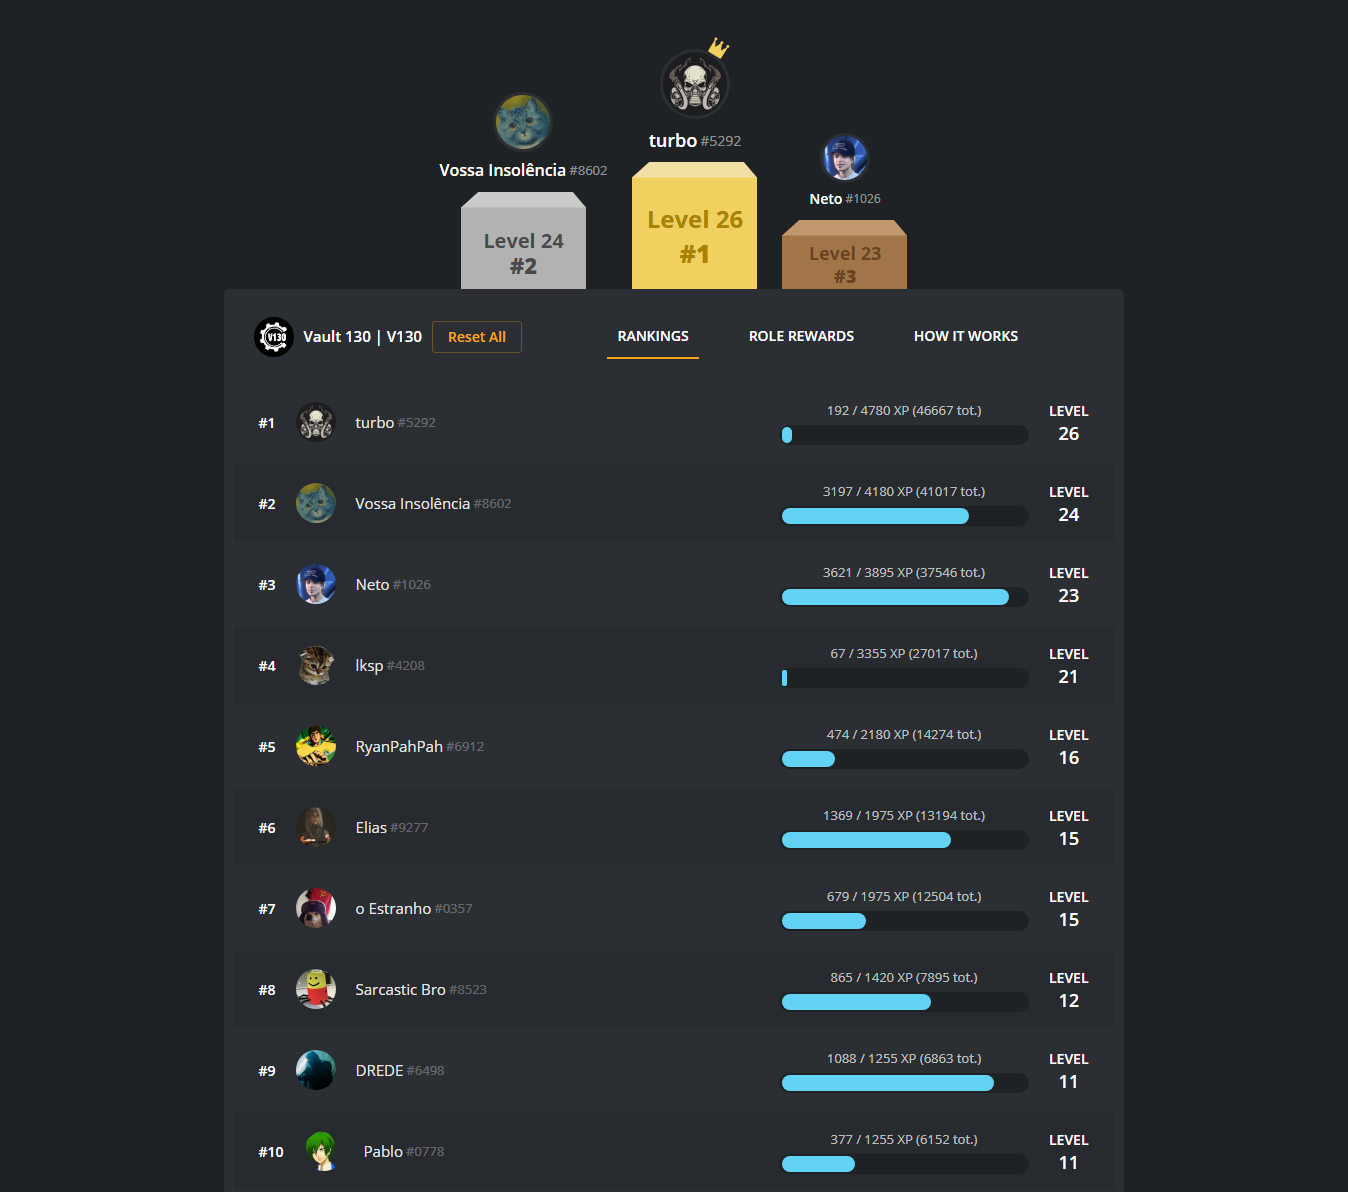 turbo #5292
Vossa Insolência #8602
Neto #1026
Level 26
#1
Level 24
#2
Level 23
#3
V130
Vault 130 | V130
Reset All
RANKINGS
ROLE REWARDS
HOW IT WORKS
#1 turbo #5292 192 / 4780 XP (46667 tot.) LEVEL
26
#2 Vossa Insolência #8602 3197 / 4180 XP (41017 tot.) LEVEL
24
#3 Neto #1026 3621 / 3895 XP (37546 tot.) LEVEL
23
#4 lksp #4208 67 / 3355 XP (27017 tot.) LEVEL
21
#5 RyanPahPah #6912 474 / 2180 XP (14274 tot.) LEVEL
16
#6 Elias #9277 1369 / 1975 XP (13194 tot.) LEVEL
15
#7 o Estranho #0357 679 / 1975 XP (12504 tot.) LEVEL
15
#8 Sarcastic Bro #8523 865 / 1420 XP (7895 tot.) LEVEL
12
#9 DREDE #6498 1088 / 1255 XP (6863 tot.) LEVEL
11
#10 Pablo #0778 377 / 1255 XP (6152 tot.) LEVEL
11